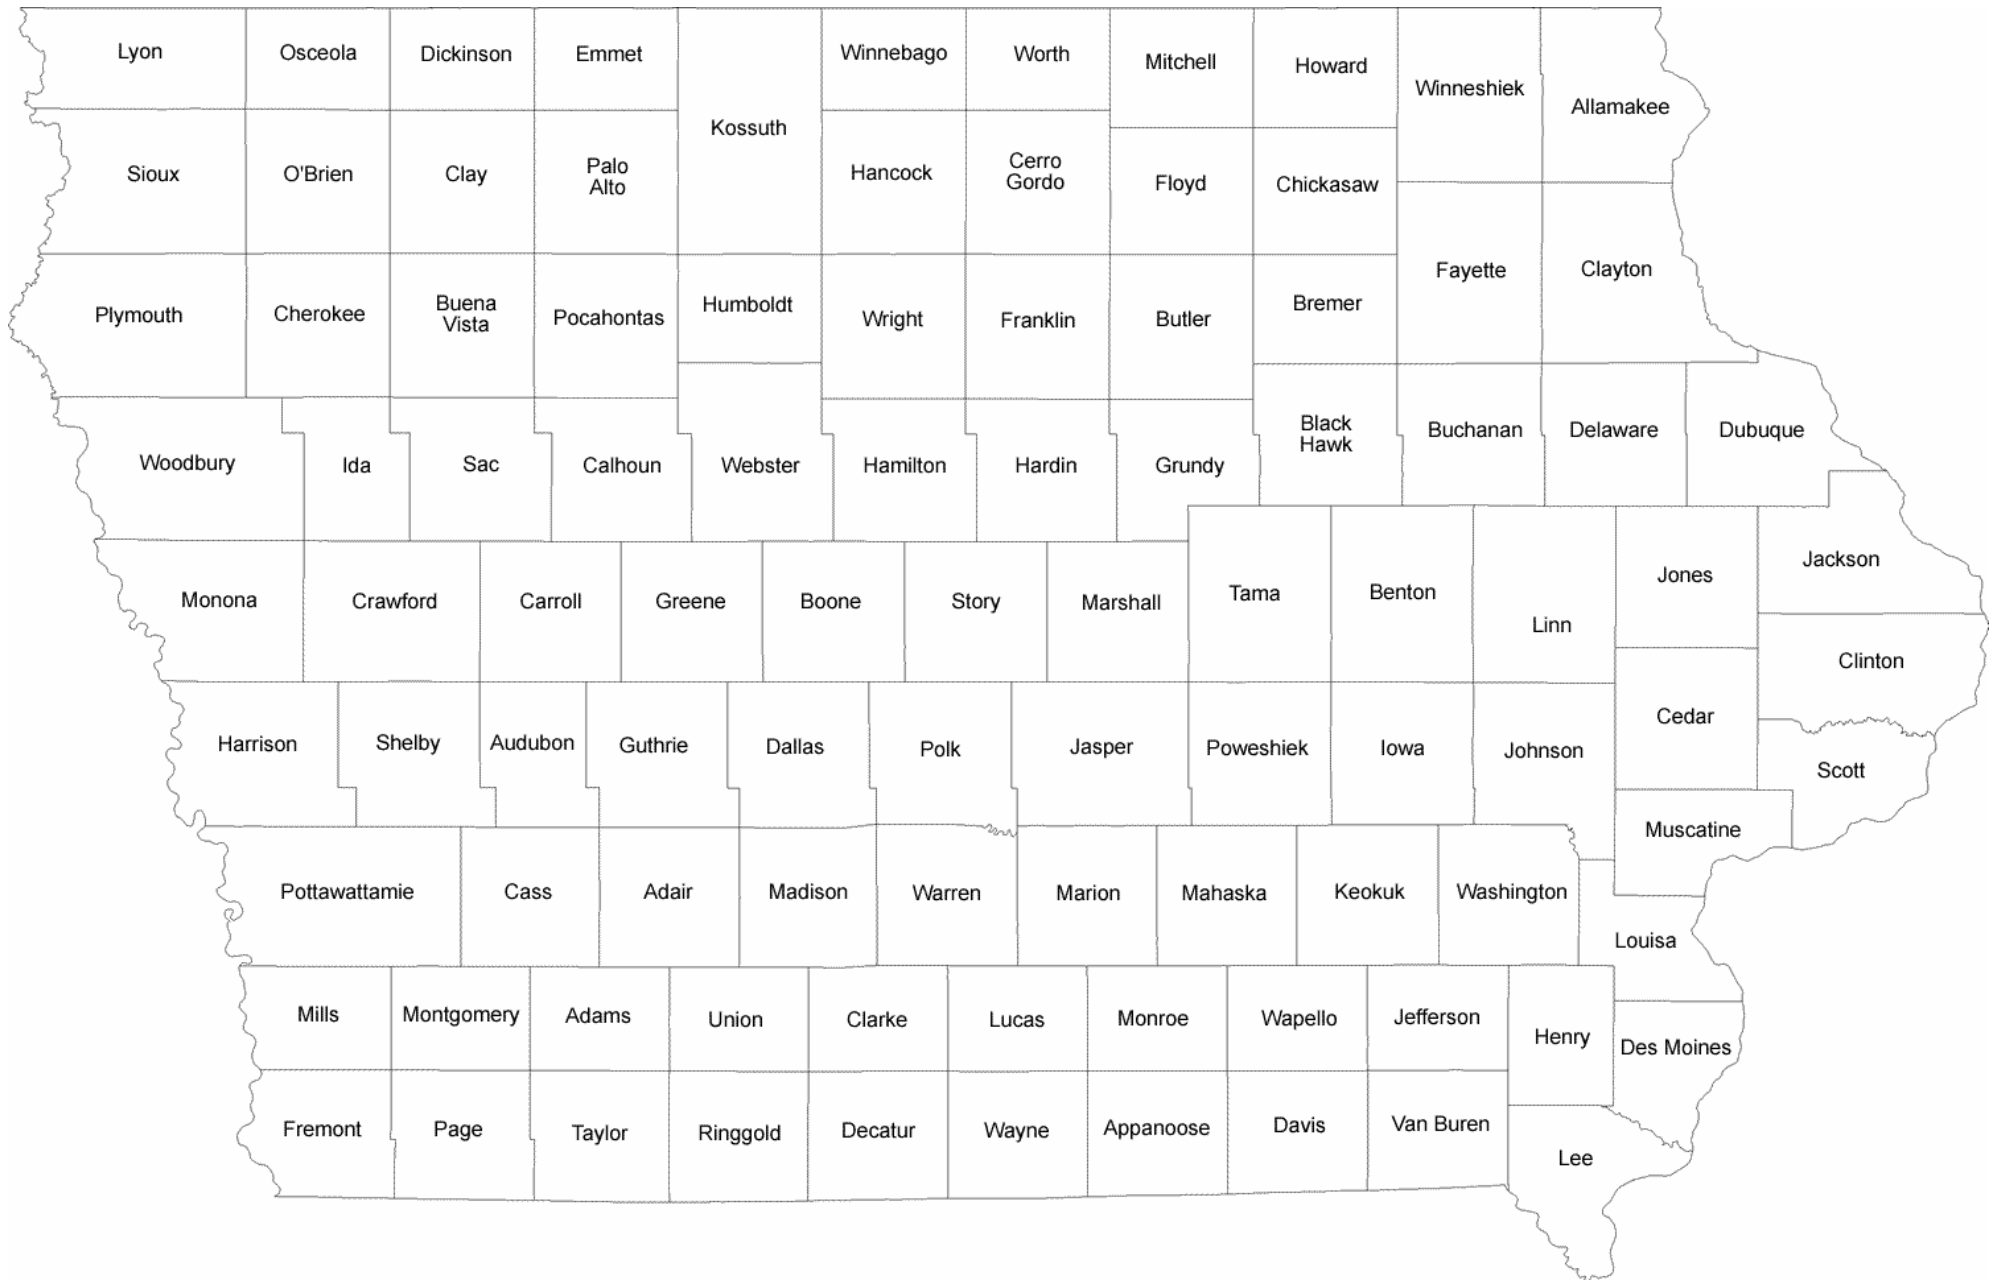 Lyon
Osceola
Dickinson
Emmet
Kossuth
Winnebago
Worth
Mitchell
Howard
Winneshiek
Allamakee
Sioux
O'Brien
Clay
Palo
Alto
Hancock
Cerro
Gordo
Floyd
Chickasaw
Fayette
Clayton
Plymouth
Cherokee
Buena
Vista
Pocahontas
Humboldt
Wright
Franklin
Butler
Bremer
Woodbury
Ida
Sac
Calhoun
Webster
Hamilton
Hardin
Grundy
Black
Hawk
Buchanan
Delaware
Dubuque
Monona
Crawford
Carroll
Greene
Boone
Story
Marshall
Tama
Benton
Linn
Jones
Jackson
Clinton
Harrison
Shelby
Audubon
Guthrie
Dallas
Polk
Jasper
Poweshiek
Iowa
Johnson
Cedar
Scott
Muscatine
Pottawattamie
Cass
Adair
Madison
Warren
Marion
Mahaska
Keokuk
Washington
Louisa
Mills
Montgomery
Adams
Union
Clarke
Lucas
Monroe
Wapello
Jefferson
Henry
Des Moines
Fremont
Page
Taylor
Ringgold
Decatur
Wayne
Appanoose
Davis
Van Buren
Lee